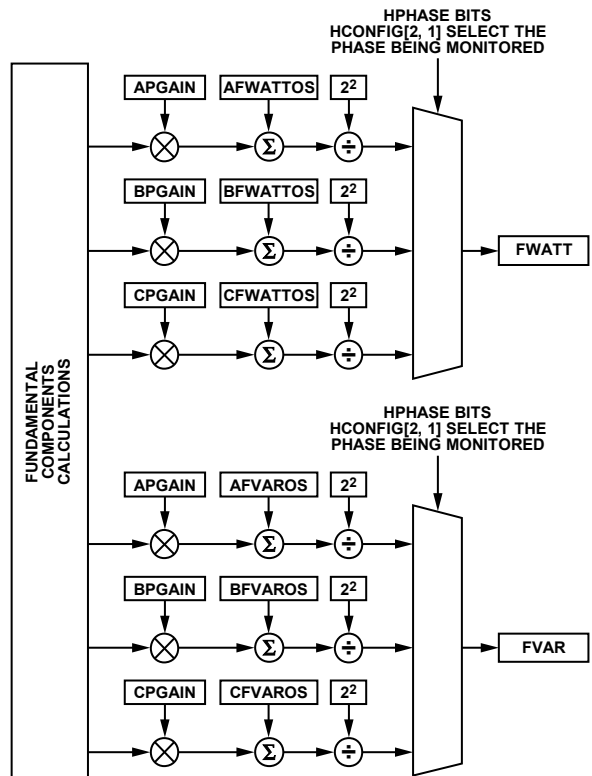 HPHASE BITS
HCONFIG[2, 1] SELECT THE
PHASE BEING MONITORED
APGAIN AFWATTOS 2²
Σ ÷
BPGAIN BFWATTOS 2²
Σ ÷
FWATT
CPGAIN CFWATTOS 2²
Σ ÷
FUNDAMENTAL
COMPONENTS
CALCULATIONS
HPHASE BITS
HCONFIG[2, 1] SELECT THE
PHASE BEING MONITORED
APGAIN AFVAROS 2²
Σ ÷
BPGAIN BFVAROS 2²
Σ ÷
FVAR
CPGAIN CFVAROS 2²
Σ ÷